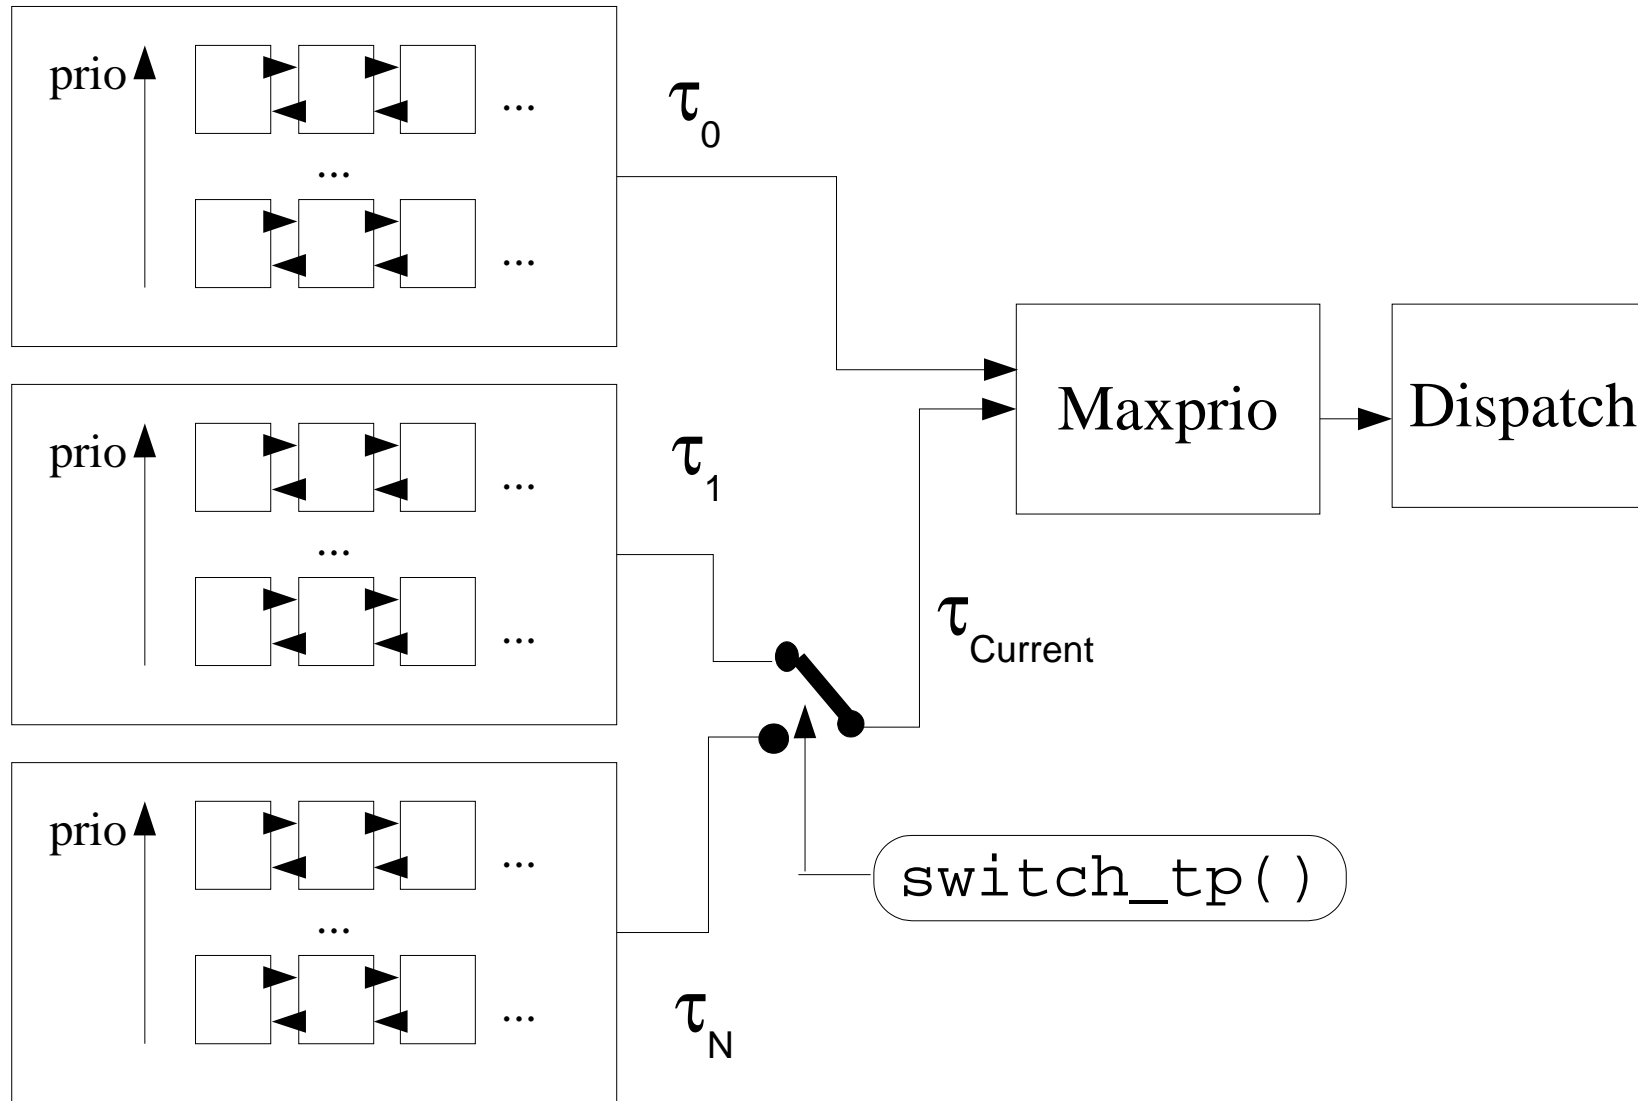 prio
...
...
...
τ0
prio
...
...
...
τ1
prio
...
...
...
τN
τCurrent
switch_tp()
Maxprio
Dispatch